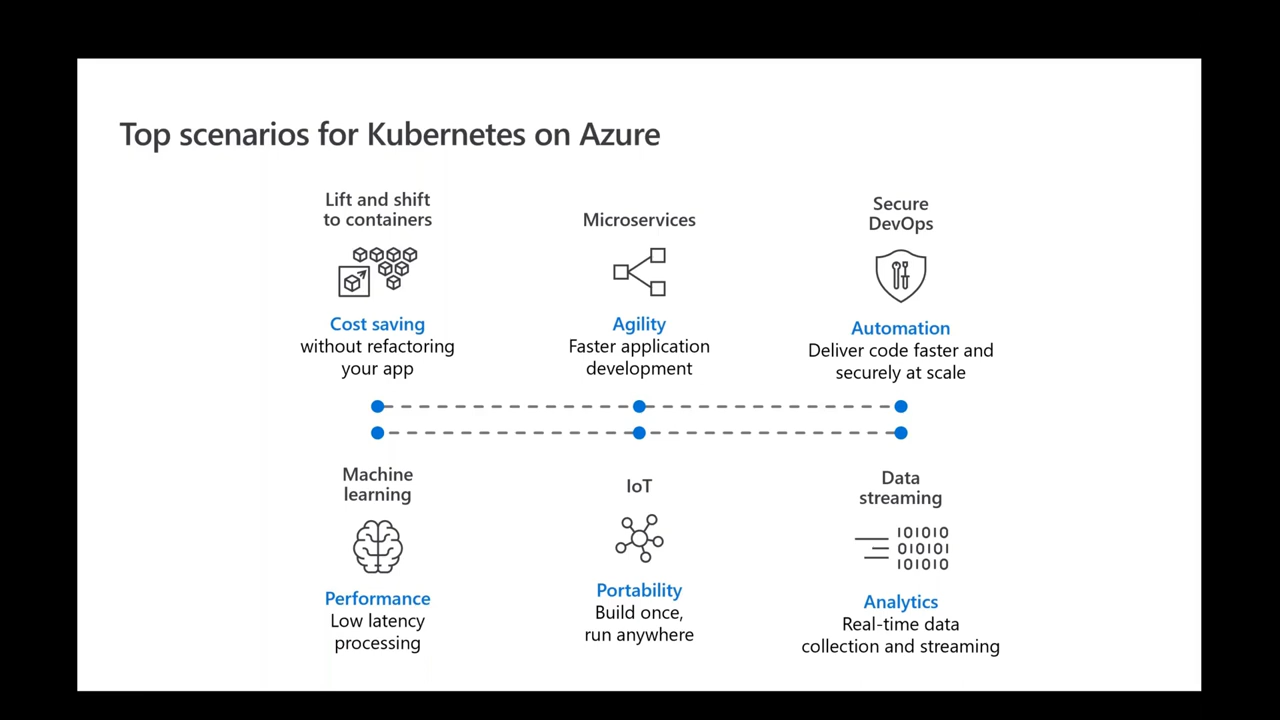 Top scenarios for Kubernetes on Azure
Lift and shift
to containers
Cost saving
without refactoring
your app
Microservices
Agility
Faster application
development
Secure
DevOps
Automation
Deliver code faster and
securely at scale
Machine
learning
Performance
Low latency
processing
IoT
Portability
Build once,
run anywhere
Data
streaming
101010
010101
101010
Analytics
Real-time data
collection and streaming